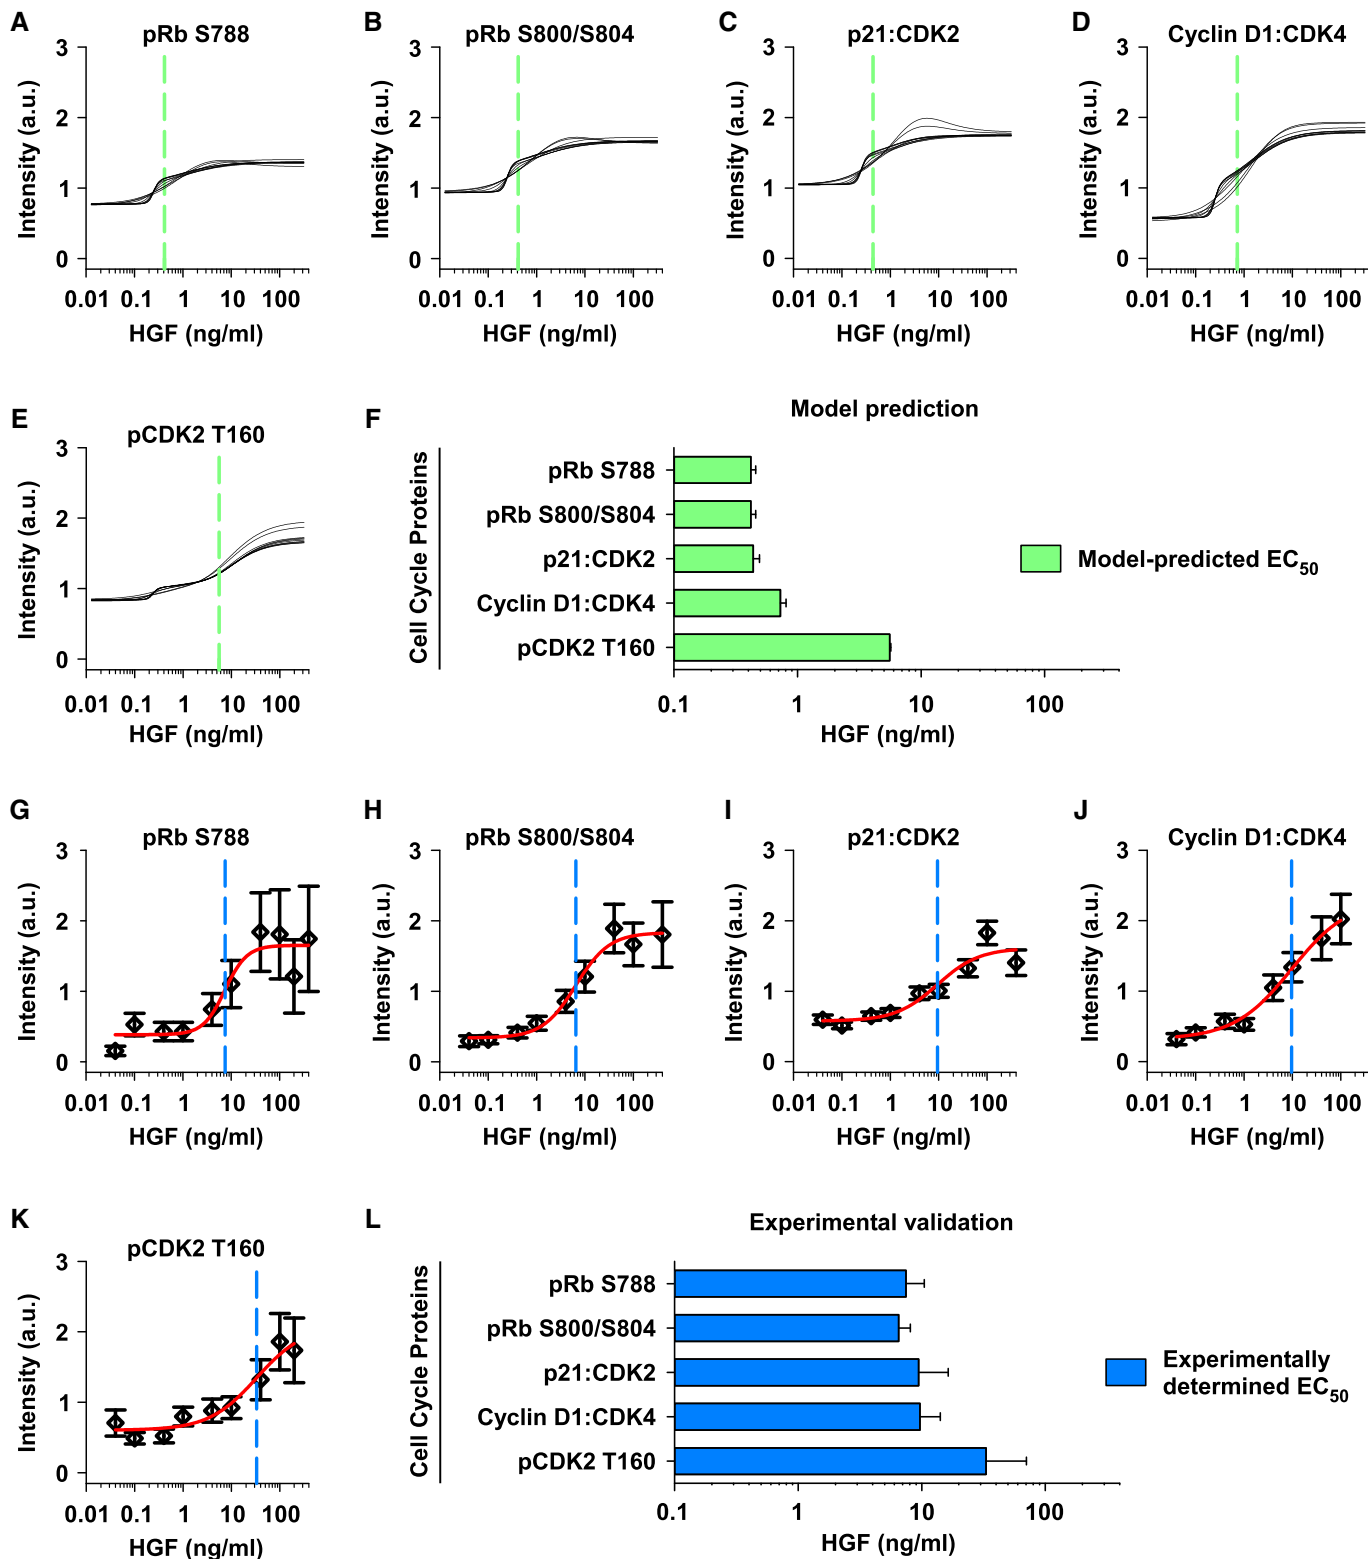 A
pRb S788
3
2
1
0
Intensity (a.u.)
0.01 0.1 1 10 100
HGF (ng/ml)
B
pRb S800/S804
3
2
1
0
Intensity (a.u.)
0.01 0.1 1 10 100
HGF (ng/ml)
C
p21:CDK2
3
2
1
0
Intensity (a.u.)
0.01 0.1 1 10 100
HGF (ng/ml)
D
Cyclin D1:CDK4
3
2
1
0
Intensity (a.u.)
0.01 0.1 1 10 100
HGF (ng/ml)
E
pCDK2 T160
3
2
1
0
Intensity (a.u.)
0.01 0.1 1 10 100
HGF (ng/ml)
F
Model prediction
Cell Cycle Proteins
pRb S788
pRb S800/S804
p21:CDK2
Cyclin D1:CDK4
pCDK2 T160
0.1 1 10 100
HGF (ng/ml)
Model-predicted EC50
G
pRb S788
3
2
1
0
Intensity (a.u.)
0.01 0.1 1 10 100
HGF (ng/ml)
H
pRb S800/S804
3
2
1
0
Intensity (a.u.)
0.01 0.1 1 10 100
HGF (ng/ml)
I
p21:CDK2
3
2
1
0
Intensity (a.u.)
0.01 0.1 1 10 100
HGF (ng/ml)
J
Cyclin D1:CDK4
3
2
1
0
Intensity (a.u.)
0.01 0.1 1 10 100
HGF (ng/ml)
K
pCDK2 T160
3
2
1
0
Intensity (a.u.)
0.01 0.1 1 10 100
HGF (ng/ml)
L
Experimental validation
Cell Cycle Proteins
pRb S788
pRb S800/S804
p21:CDK2
Cyclin D1:CDK4
pCDK2 T160
0.1 1 10 100
HGF (ng/ml)
Experimentally
determined EC50